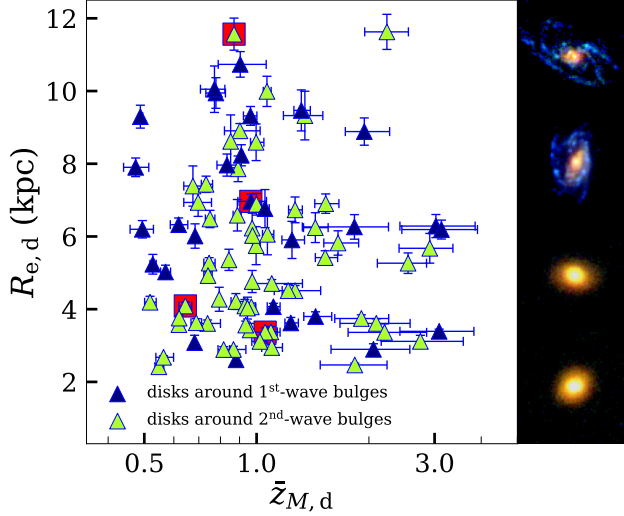 12
10
8
6
4
2
R e, d (kpc)
disks around 1st-wave bulges
disks around 2nd-wave bulges
0.5 1.0 3.0
z̄ M, d